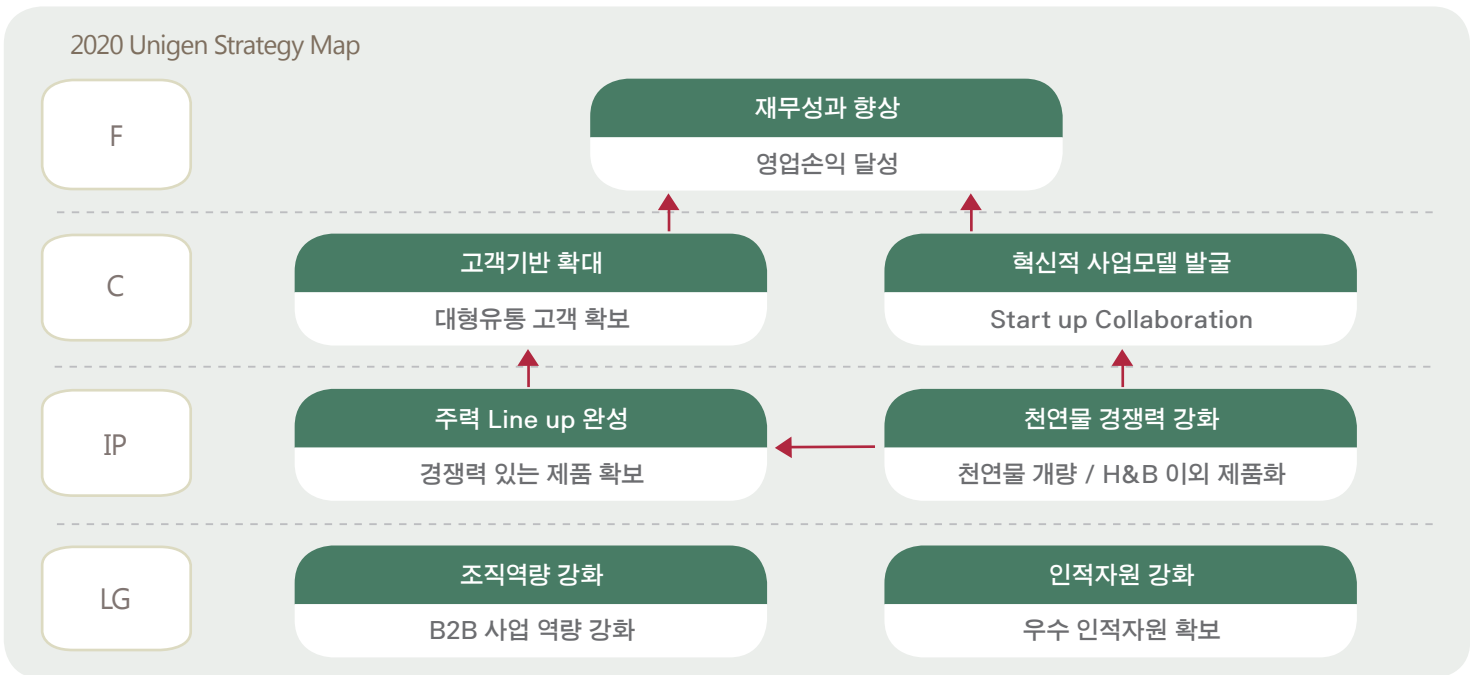 2020 Unigen Strategy Map
F
재무성과 향상
영업손익 달성
C
고객기반 확대
대형유통 고객 확보
혁신적 사업모델 발굴
Start up Collaboration
IP
주력 Line up 완성
경쟁력 있는 제품 확보
천연물 경쟁력 강화
천연물 개량 / H&B 이외 제품화
LG
조직역량 강화
B2B 사업 역량 강화
인적자원 강화
우수 인적자원 확보